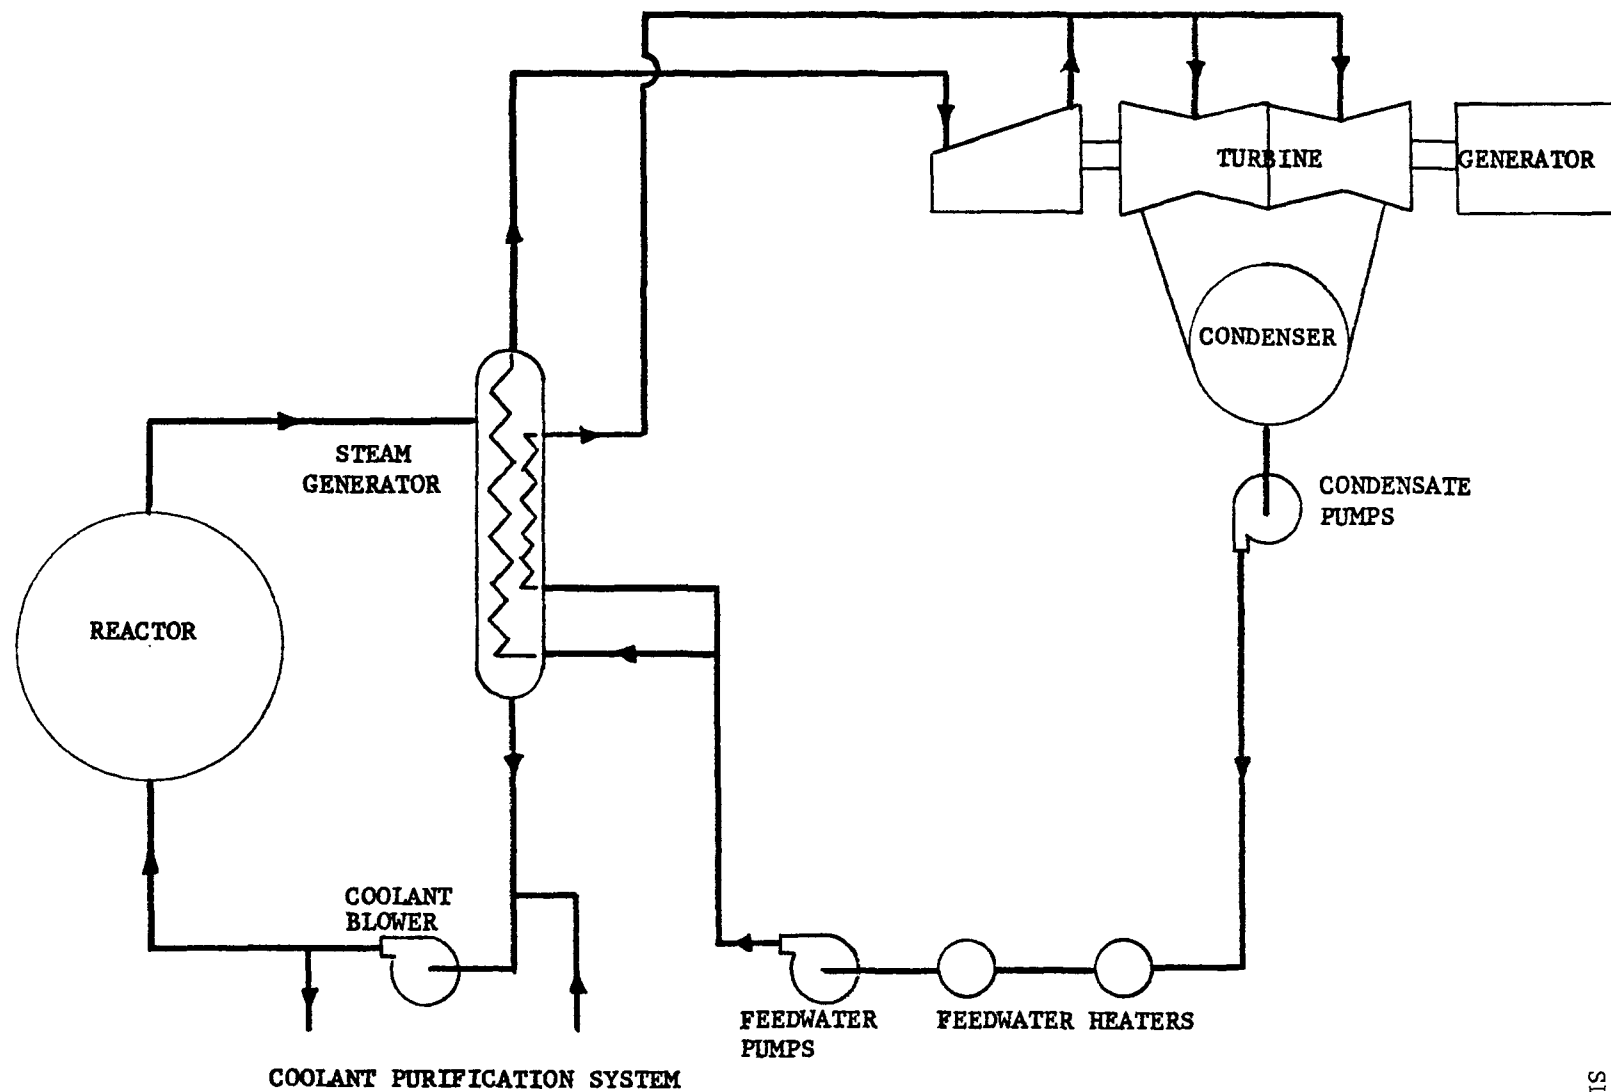 TURBINE
GENERATOR
CONDENSER
STEAM
GENERATOR
CONDENSATE
PUMPS
REACTOR
COOLANT
BLOWER
FEEDWATER
PUMPS
FEEDWATER HEATERS
COOLANT PURIFICATION SYSTEM